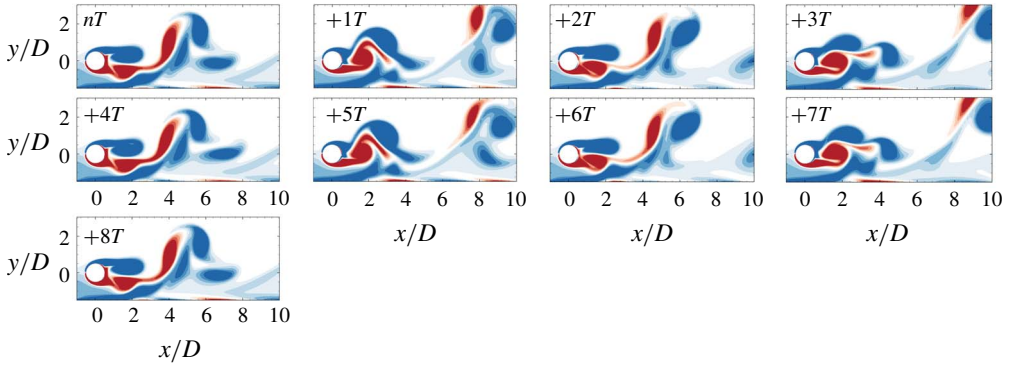 nT +1T +2T +3T
2
y/D
0
+4T +5T +6T +7T
2
y/D
0
0 2 4 6 8 10 0 2 4 6 8 10 0 2 4 6 8 10
x/D x/D x/D
+8T
2
y/D
0
0 2 4 6 8 10
x/D